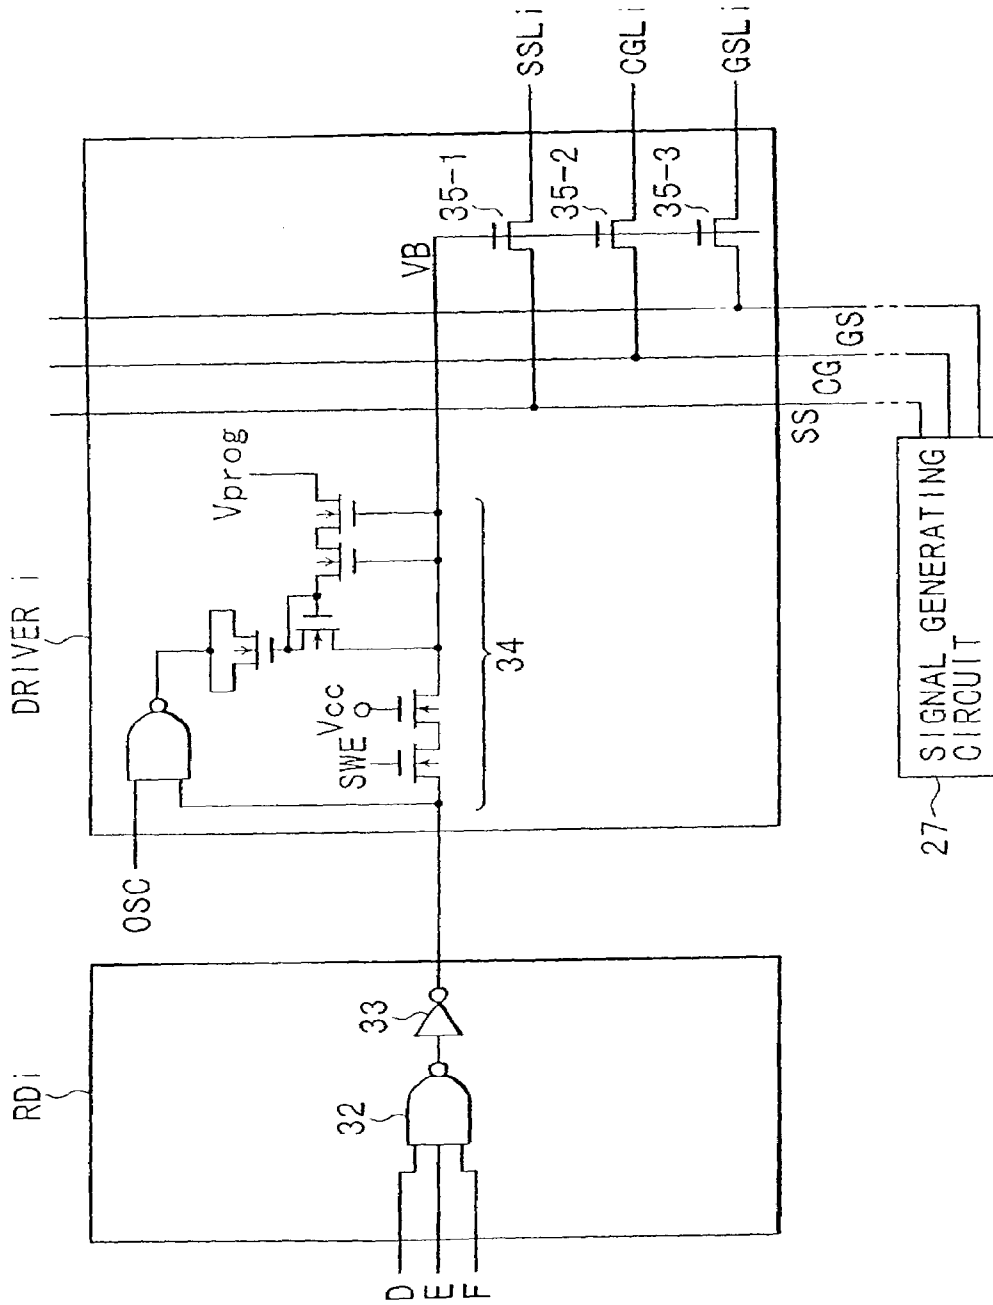 RDi
D
E
F
32
33
DRIVER i
OSC
SWE
Vcc
34
Vprog
VB
35-1
35-2
35-3
SSLi
CGLi
GSLi
SS
CG
GS
27
SIGNAL GENERATING
CIRCUIT